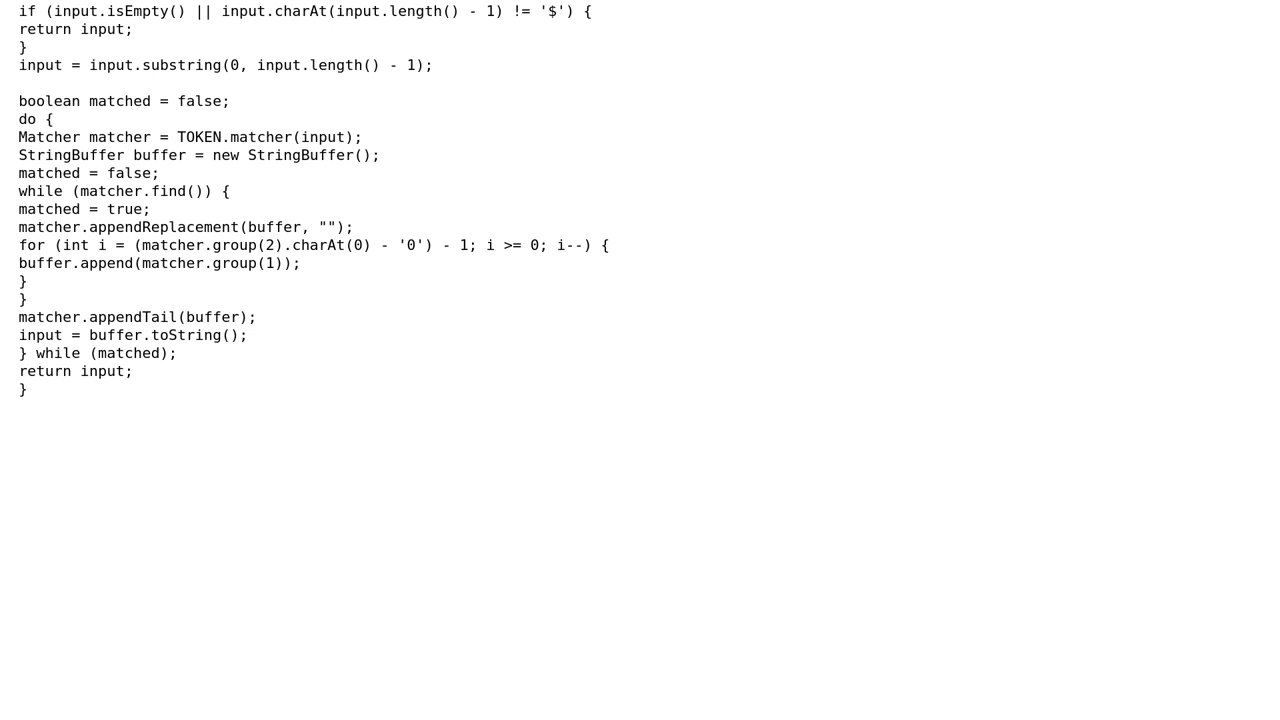 if (input.isEmpty() || input.charAt(input.length() - 1) != '$') {
return input;
}
input = input.substring(0, input.length() - 1);

boolean matched = false;
do {
Matcher matcher = TOKEN.matcher(input);
StringBuffer buffer = new StringBuffer();
matched = false;
while (matcher.find()) {
matched = true;
matcher.appendReplacement(buffer, "");
for (int i = (matcher.group(2).charAt(0) - '0') - 1; i >= 0; i--) {
buffer.append(matcher.group(1));
}
}
matcher.appendTail(buffer);
input = buffer.toString();
} while (matched);
return input;
}